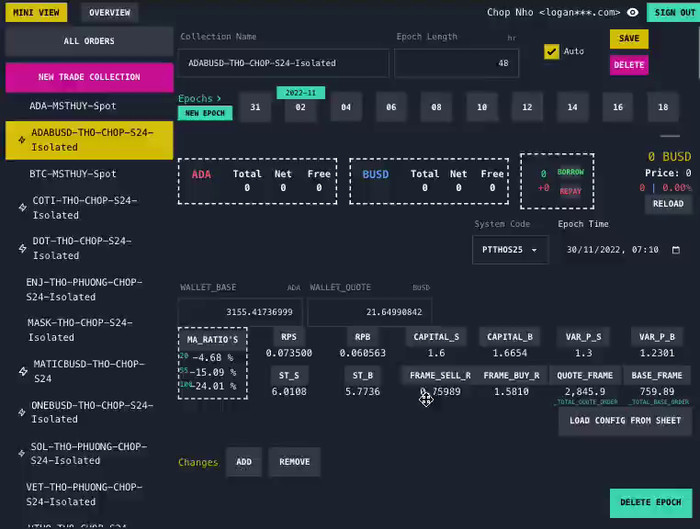 MINI VIEW OVERVIEW Chop Nho <logan***.com> SIGN OUT
ALL ORDERS
NEW TRADE COLLECTION
ADA-MSTHUY-Spot
ADABUSD-THO-CHOP-S24-
Isolated
BTC-MSTHUY-Spot
COTI-THO-CHOP-S24-
Isolated
DOT-THO-CHOP-S24-
Isolated
ENJ-THO-PHUONG-CHOP-
S24-Isolated
MASK-THO-CHOP-S24-
Isolated
MATICBUSD-THO-CHOP-
S24
ONEBUSD-THO-CHOP-S24-
Isolated
SOL-THO-PHUONG-CHOP-
S24-Isolated
VET-THO-PHUONG-CHOP-
S24-Isolated
Collection Name Epoch Length hr
ADABUSD-THO-CHOP-S24-Isolated 48
Auto
SAVE
DELETE
Epochs
NEW EPOCH
2022-11
31 02 04 06 08 10 12 14 16 18
ADA Total Net Free
0 0 0
BUSD Total Net Free
0 0 0
0 BORROW
+0 REPAY
0 BUSD
Price: 0
0 | 0.00%
RELOAD
System Code Epoch Time
PTTHOS25 30/11/2022, 07:10
WALLET_BASE ADA WALLET_QUOTE BUSD
3155.41736999 21.64990842
MA_RATIO'S
20 -4.68 %
55 -15.09 %
100 -24.01 %
RPS RPB CAPITAL_S CAPITAL_B VAR_P_S VAR_P_B
0.073500 0.060563 1.6 1.6654 1.3 1.2301
ST_S ST_B FRAME_SELL_R FRAME_BUY_R QUOTE_FRAME BASE_FRAME
6.0108 5.7736 0.75989 1.5810 2,845.9 759.89
_TOTAL_QUOTE_ORDER _TOTAL_BASE_ORDER
LOAD CONFIG FROM SHEET
Changes ADD REMOVE
DELETE EPOCH